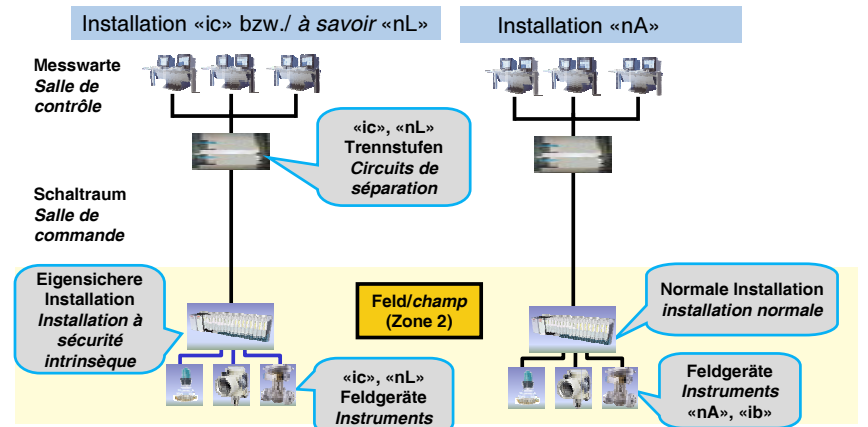 Installation «ic» bzw./ à savoir «nL»
Installation «nA»
Messwarte
Salle de
contrôle
«ic», «nL»
Trennstufen
Circuits de
séparation
Schaltraum
Salle de
commande
Eigensichere
Installation
Installation à
sécurité
intrinsèque
Feld/champ
(Zone 2)
Normale Installation
installation normale
«ic», «nL»
Feldgeräte
Instruments
Feldgeräte
Instruments
«nA», «ib»